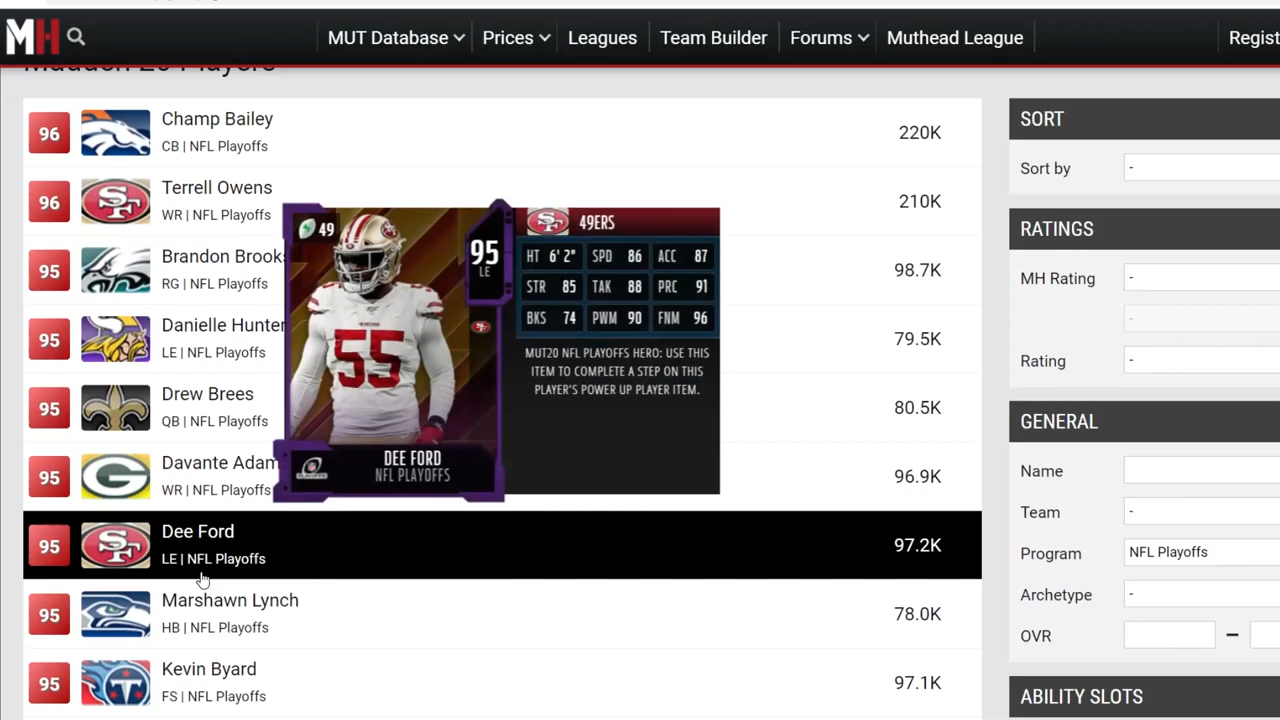 MH
MUT Database
Prices
Leagues
Team Builder
Forums
Muthead League
Regist
Madden 20 Players
96
Champ Bailey
CB | NFL Playoffs
220K
96
Terrell Owens
WR | NFL Playoffs
210K
95
Brandon Brooks
RG | NFL Playoffs
98.7K
95
Danielle Hunter
LE | NFL Playoffs
79.5K
95
Drew Brees
QB | NFL Playoffs
80.5K
95
Davante Adam
WR | NFL Playoffs
96.9K
95
Dee Ford
LE | NFL Playoffs
97.2K
95
Marshawn Lynch
HB | NFL Playoffs
78.0K
95
Kevin Byard
FS | NFL Playoffs
97.1K
49
95
LE
55
DEE FORD
NFL PLAYOFFS
49ERS
HT 6' 2" SPD 86 ACC 87
STR 85 TAK 88 PRC 91
BKS 74 PWM 90 FNM 96
MUT20 NFL PLAYOFFS HERO: USE THIS
ITEM TO COMPLETE A STEP ON THIS
PLAYER'S POWER UP PLAYER ITEM.
SORT
Sort by -
RATINGS
MH Rating -
-
Rating -
GENERAL
Name
Team -
Program NFL Playoffs
Archetype -
OVR –
ABILITY SLOTS